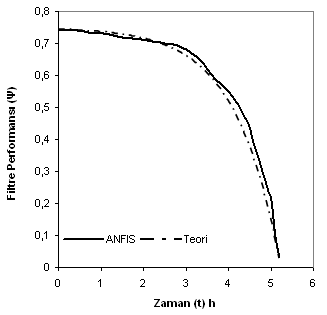 0,8
0,7
0,6
0,5
0,4
0,3
0,2
0,1
0
Filtre Performansı (Ψ)
ANFIS Teori
0 1 2 3 4 5 6
Zaman (t) h